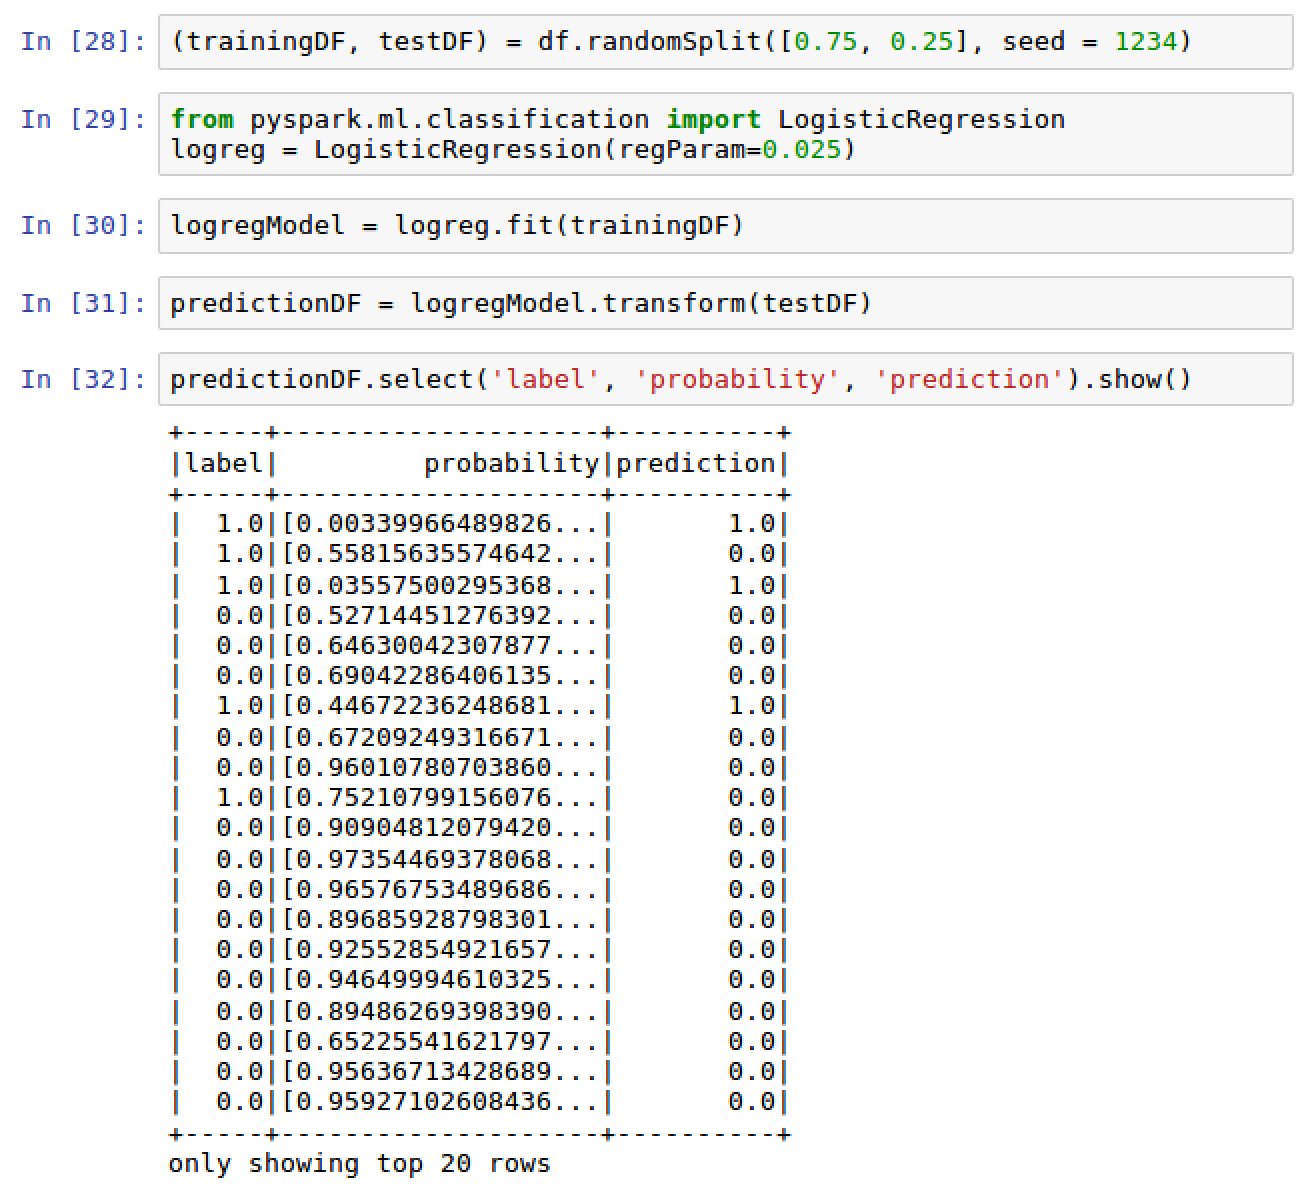 In [28]: (trainingDF, testDF) = df.randomSplit([0.75, 0.25], seed = 1234)
In [29]: from pyspark.ml.classification import LogisticRegression
logreg = LogisticRegression(regParam=0.025)
In [30]: logregModel = logreg.fit(trainingDF)
In [31]: predictionDF = logregModel.transform(testDF)
In [32]: predictionDF.select('label', 'probability', 'prediction').show()
+-----+--------------------+----------+
|label|         probability|prediction|
+-----+--------------------+----------+
|  1.0|[0.00339966489826...|       1.0|
|  1.0|[0.55815635574642...|       0.0|
|  1.0|[0.03557500295368...|       1.0|
|  0.0|[0.52714451276392...|       0.0|
|  0.0|[0.64630042307877...|       0.0|
|  0.0|[0.69042286406135...|       0.0|
|  1.0|[0.44672236248681...|       1.0|
|  0.0|[0.67209249316671...|       0.0|
|  0.0|[0.96010780703860...|       0.0|
|  1.0|[0.75210799156076...|       0.0|
|  0.0|[0.90904812079420...|       0.0|
|  0.0|[0.97354469378068...|       0.0|
|  0.0|[0.96576753489686...|       0.0|
|  0.0|[0.89685928798301...|       0.0|
|  0.0|[0.92552854921657...|       0.0|
|  0.0|[0.94649994610325...|       0.0|
|  0.0|[0.89486269398390...|       0.0|
|  0.0|[0.65225541621797...|       0.0|
|  0.0|[0.95636713428689...|       0.0|
|  0.0|[0.95927102608436...|       0.0|
+-----+--------------------+----------+
only showing top 20 rows